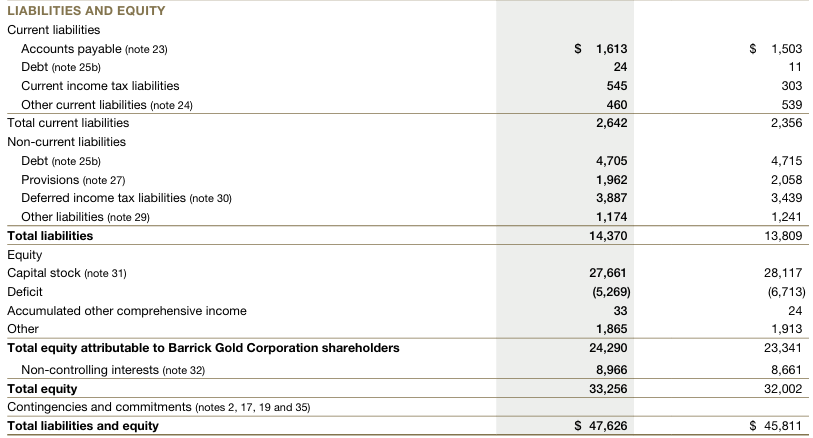 LIABILITIES AND EQUITY
Current liabilities
Accounts payable (note 23) $ 1,613 $ 1,503
Debt (note 25b) 24 11
Current income tax liabilities 545 303
Other current liabilities (note 24) 460 539
Total current liabilities 2,642 2,356
Non-current liabilities
Debt (note 25b) 4,705 4,715
Provisions (note 27) 1,962 2,058
Deferred income tax liabilities (note 30) 3,887 3,439
Other liabilities (note 29) 1,174 1,241
Total liabilities 14,370 13,809
Equity
Capital stock (note 31) 27,661 28,117
Deficit (5,269) (6,713)
Accumulated other comprehensive income 33 24
Other 1,865 1,913
Total equity attributable to Barrick Gold Corporation shareholders 24,290 23,341
Non-controlling interests (note 32) 8,966 8,661
Total equity 33,256 32,002
Contingencies and commitments (notes 2, 17, 19 and 35)
Total liabilities and equity $ 47,626 $ 45,811